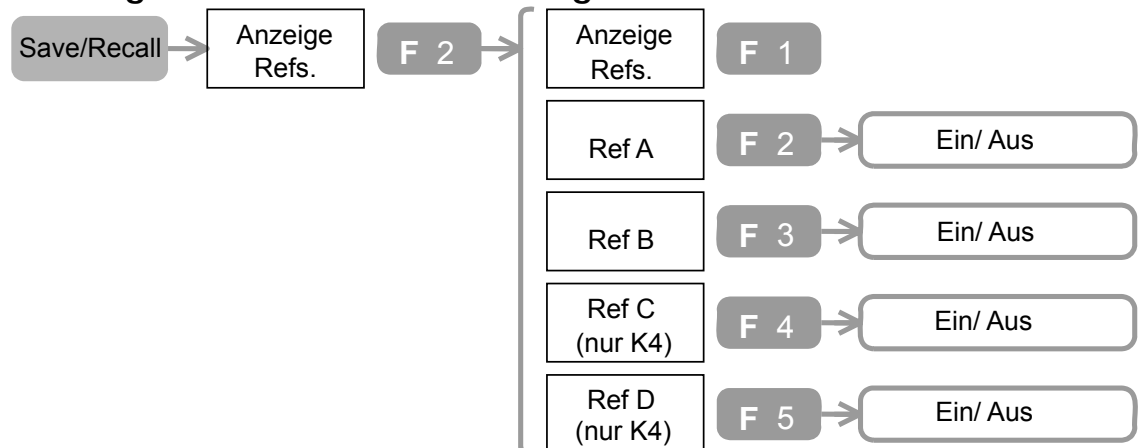 Save/Recall
Anzeige
Refs.
F 2
Anzeige
Refs.
F 1
Ref A
F 2
Ein/ Aus
Ref B
F 3
Ein/ Aus
Ref C
(nur K4)
F 4
Ein/ Aus
Ref D
(nur K4)
F 5
Ein/ Aus